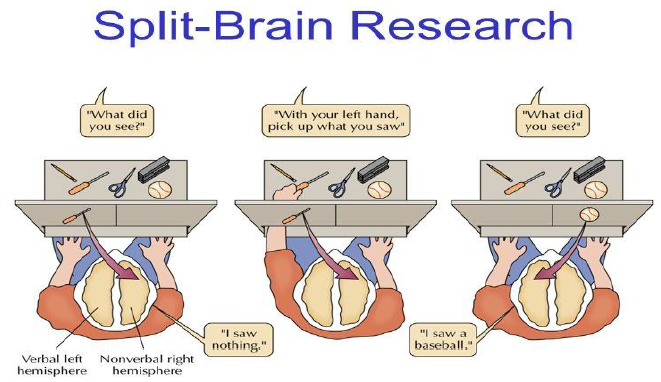 Split-Brain Research
"What did
you see?"
"With your left hand,
pick up what you saw"
"What did
you see?"
"I saw
nothing."
"I saw a
baseball."
Verbal left
hemisphere
Nonverbal right
hemisphere